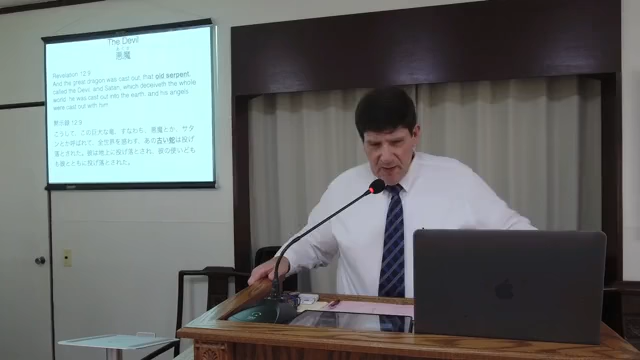 The Devil
あくま
悪魔
Revelation 12:9
And the great dragon was cast out, that old serpent,
called the Devil, and Satan, which deceiveth the whole
world: he was cast out into the earth, and his angels
were cast out with him.
黙示録 12:9
こうして、この巨大な竜、すなわち、悪魔とか、サタ
ンとか呼ばれて、全世界を惑わす、あの古い蛇は投げ
落とされた。彼は地上に投げ落とされ、彼の使いども
も彼とともに投げ落とされた。